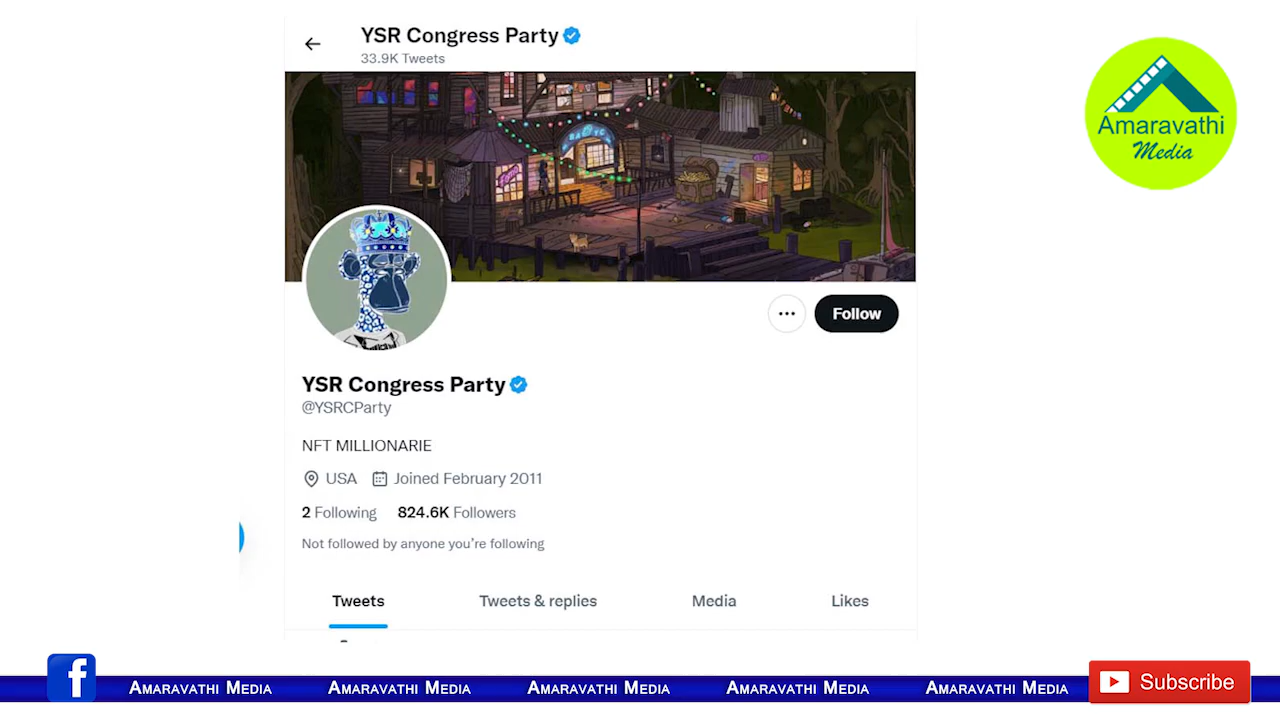 YSR Congress Party
33.9K Tweets
Amaravathi
Media
BAYC
Follow
YSR Congress Party
@YSRCParty
NFT MILLIONARIE
USA Joined February 2011
2 Following 824.6K Followers
Not followed by anyone you're following
Tweets Tweets & replies Media Likes
f Amaravathi Media Amaravathi Media Amaravathi Media Amaravathi Media Amaravathi Media Subscribe